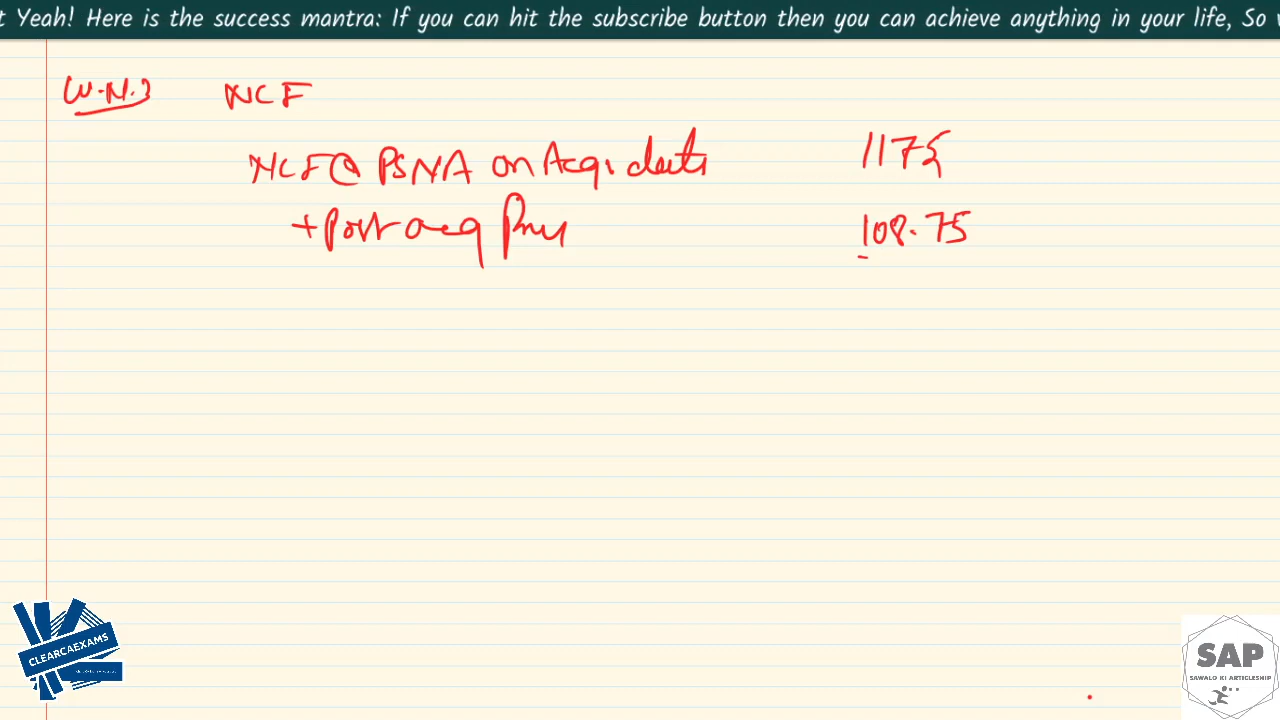 t Yeah! Here is the success mantra: If you can hit the subscribe button then you can achieve anything in your life, So
W.N.3 NCF
NCF@ PSNA on Acqi date 1175
+Post acq 108.75
CLEARCAEXAMS
SAP
SAWALO KI ARTICLESHIP